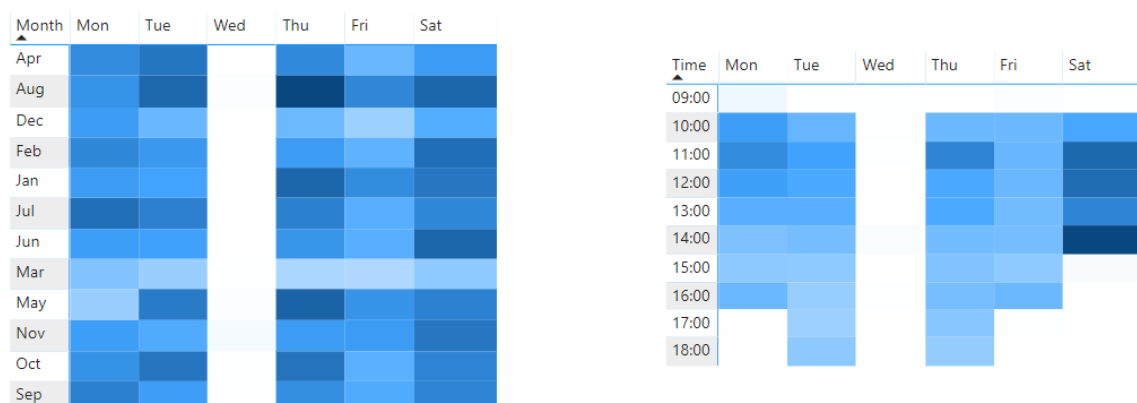 Month Mon Tue Wed Thu Fri Sat
Apr
Aug
Dec
Feb
Jan
Jul
Jun
Mar
May
Nov
Oct
Sep
Time Mon Tue Wed Thu Fri Sat
09:00
10:00
11:00
12:00
13:00
14:00
15:00
16:00
17:00
18:00